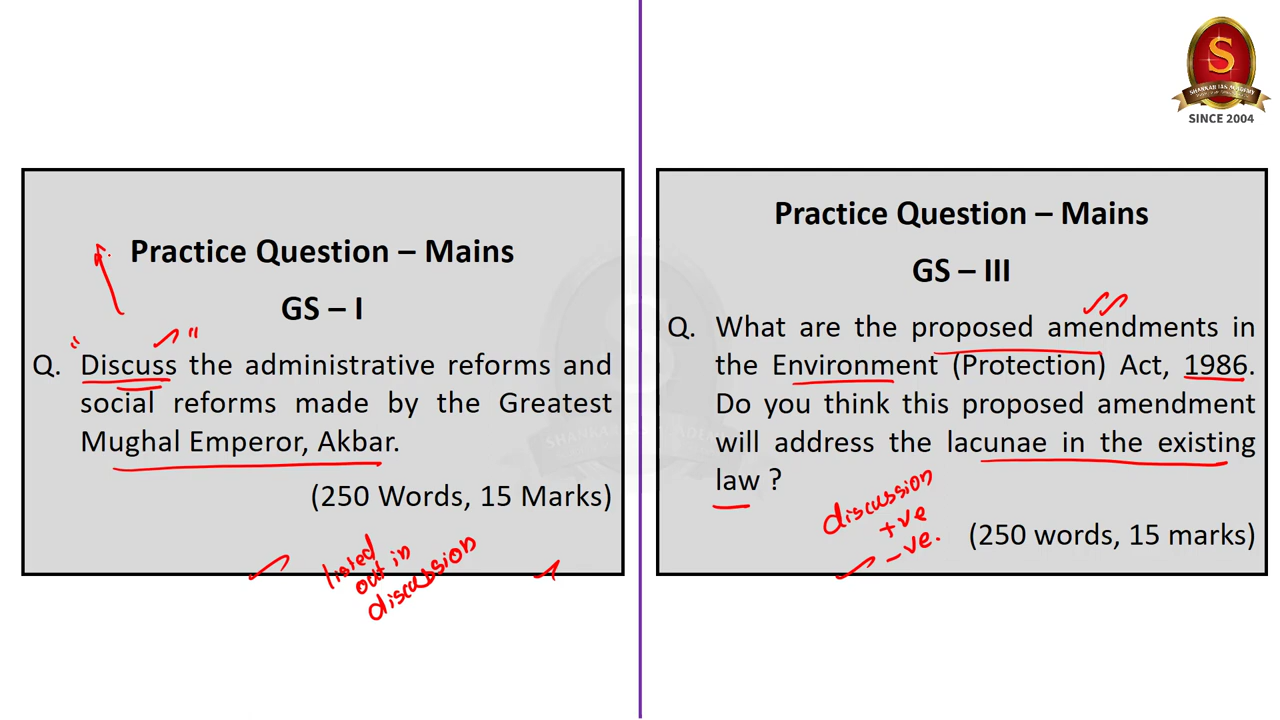 SHANKAR IAS ACADEMY
SINCE 2004
Practice Question – Mains
GS – I
Q. "Discuss" the administrative reforms and
social reforms made by the Greatest
Mughal Emperor, Akbar.
(250 Words, 15 Marks)
listed
out in
discussion
Practice Question – Mains
GS – III
Q. What are the proposed amendments in
the Environment (Protection) Act, 1986.
Do you think this proposed amendment
will address the lacunae in the existing
law ?
discussion
+ve
-ve.
(250 words, 15 marks)